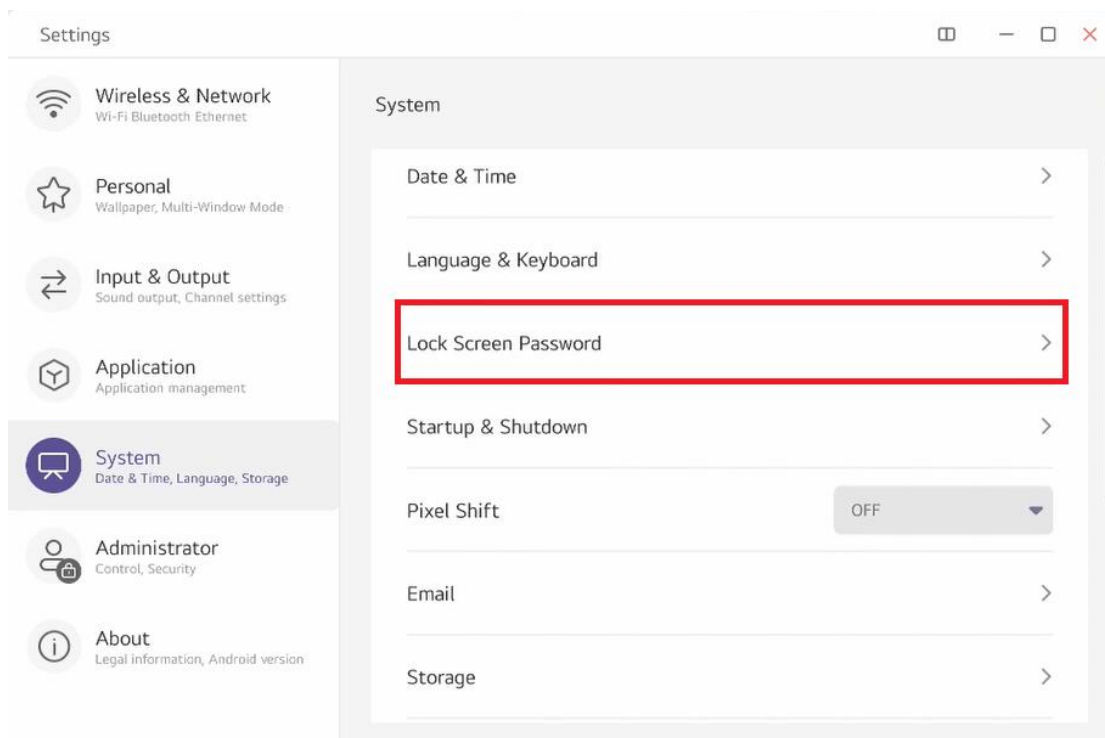 Settings
Wireless & Network
Wi-Fi Bluetooth Ethernet
Personal
Wallpaper, Multi-Window Mode
Input & Output
Sound output, Channel settings
Application
Application management
System
Date & Time, Language, Storage
Administrator
Control, Security
About
Legal information, Android version
System
Date & Time
Language & Keyboard
Lock Screen Password
Startup & Shutdown
Pixel Shift
OFF
Email
Storage